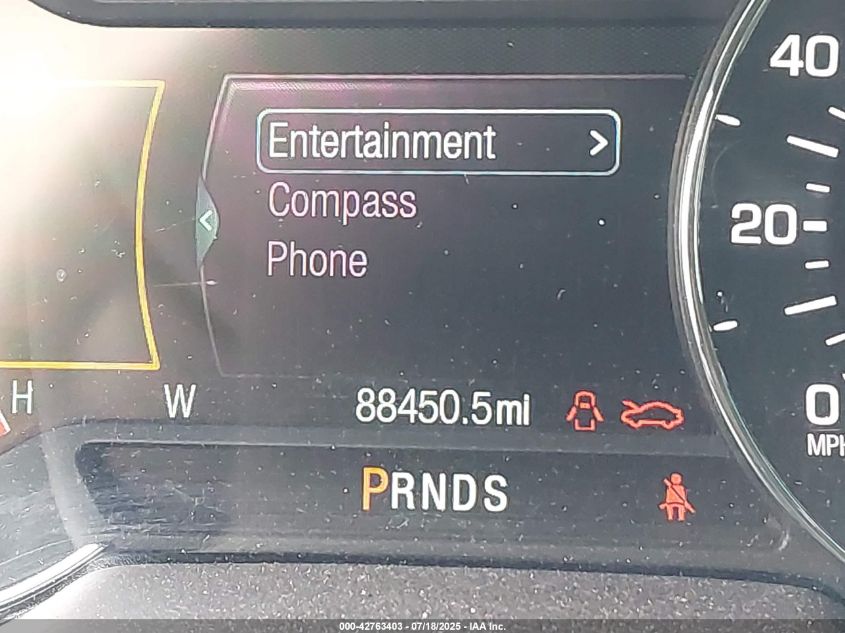 Entertainment >
Compass
<
Phone
H
W
88450.5mi
PRNDS
40
20
0
MPH
000-42763403 - 07/18/2025 - IAA Inc.